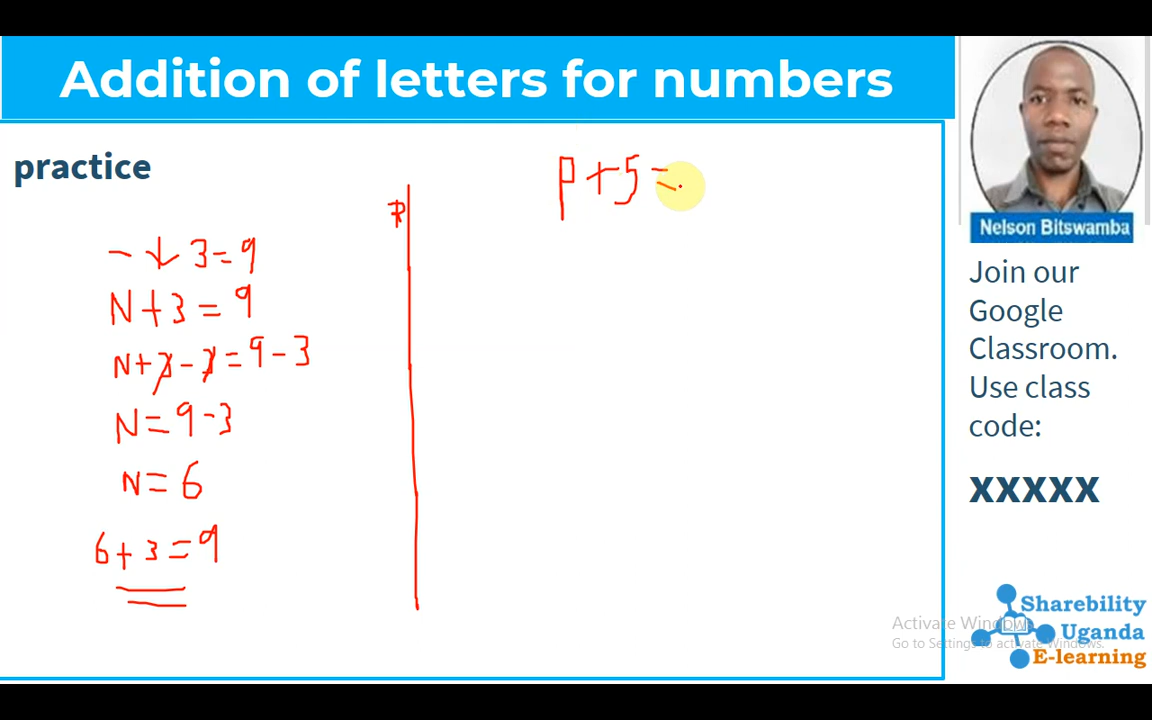 Addition of letters for numbers
practice
P + 5 =
3 = 9
N + 3 = 9
N + 3 - 3 = 9 - 3
N = 9 - 3
N = 6
6 + 3 = 9
Nelson Bitswamba
Join our
Google
Classroom.
Use class
code:
XXXXX
Activate Windows
Go to Settings to activate Windows.
Sharebility
Uganda
E-learning